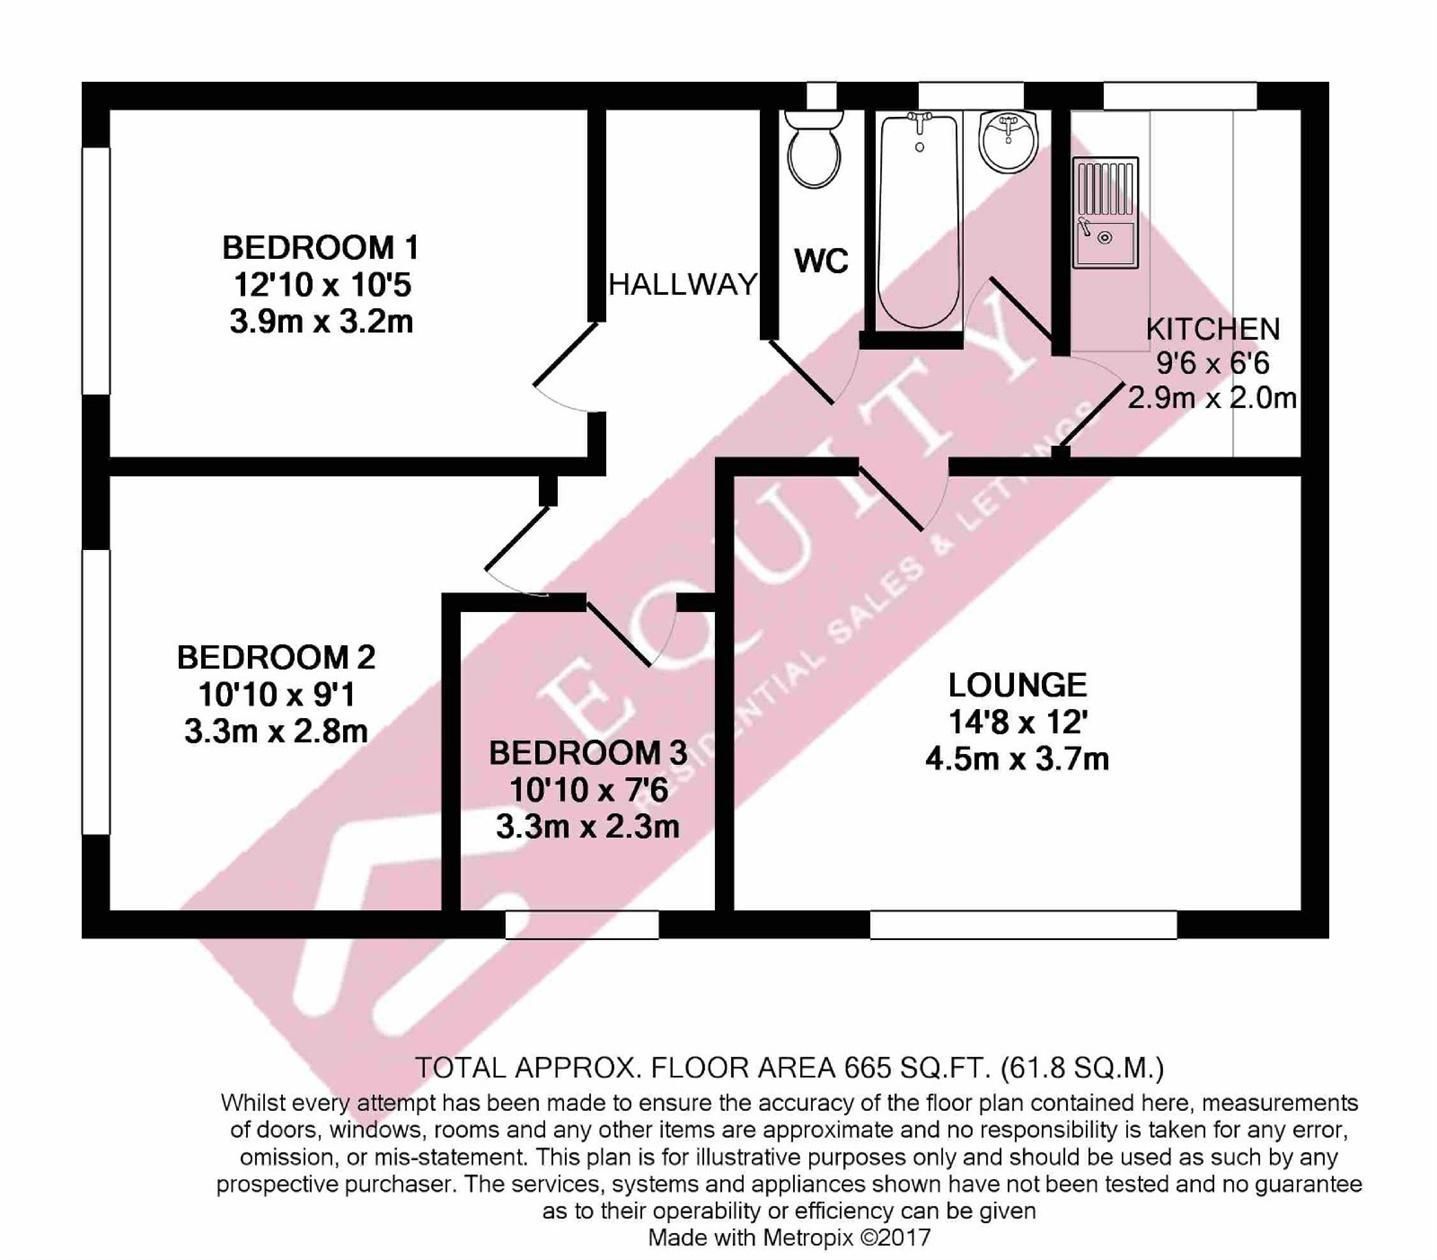 BEDROOM 1
12'10 x 10'5
3.9m x 3.2m
HALLWAY
WC
KITCHEN
9'6 x 6'6
2.9m x 2.0m
BEDROOM 2
10'10 x 9'1
3.3m x 2.8m
BEDROOM 3
10'10 x 7'6
3.3m x 2.3m
LOUNGE
14'8 x 12'
4.5m x 3.7m
EQUITY
RESIDENTIAL SALES & LETTINGS
TOTAL APPROX. FLOOR AREA 665 SQ.FT. (61.8 SQ.M.)
Whilst every attempt has been made to ensure the accuracy of the floor plan contained here, measurements
of doors, windows, rooms and any other items are approximate and no responsibility is taken for any error,
omission, or mis-statement. This plan is for illustrative purposes only and should be used as such by any
prospective purchaser. The services, systems and appliances shown have not been tested and no guarantee
as to their operability or efficiency can be given
Made with Metropix ©2017